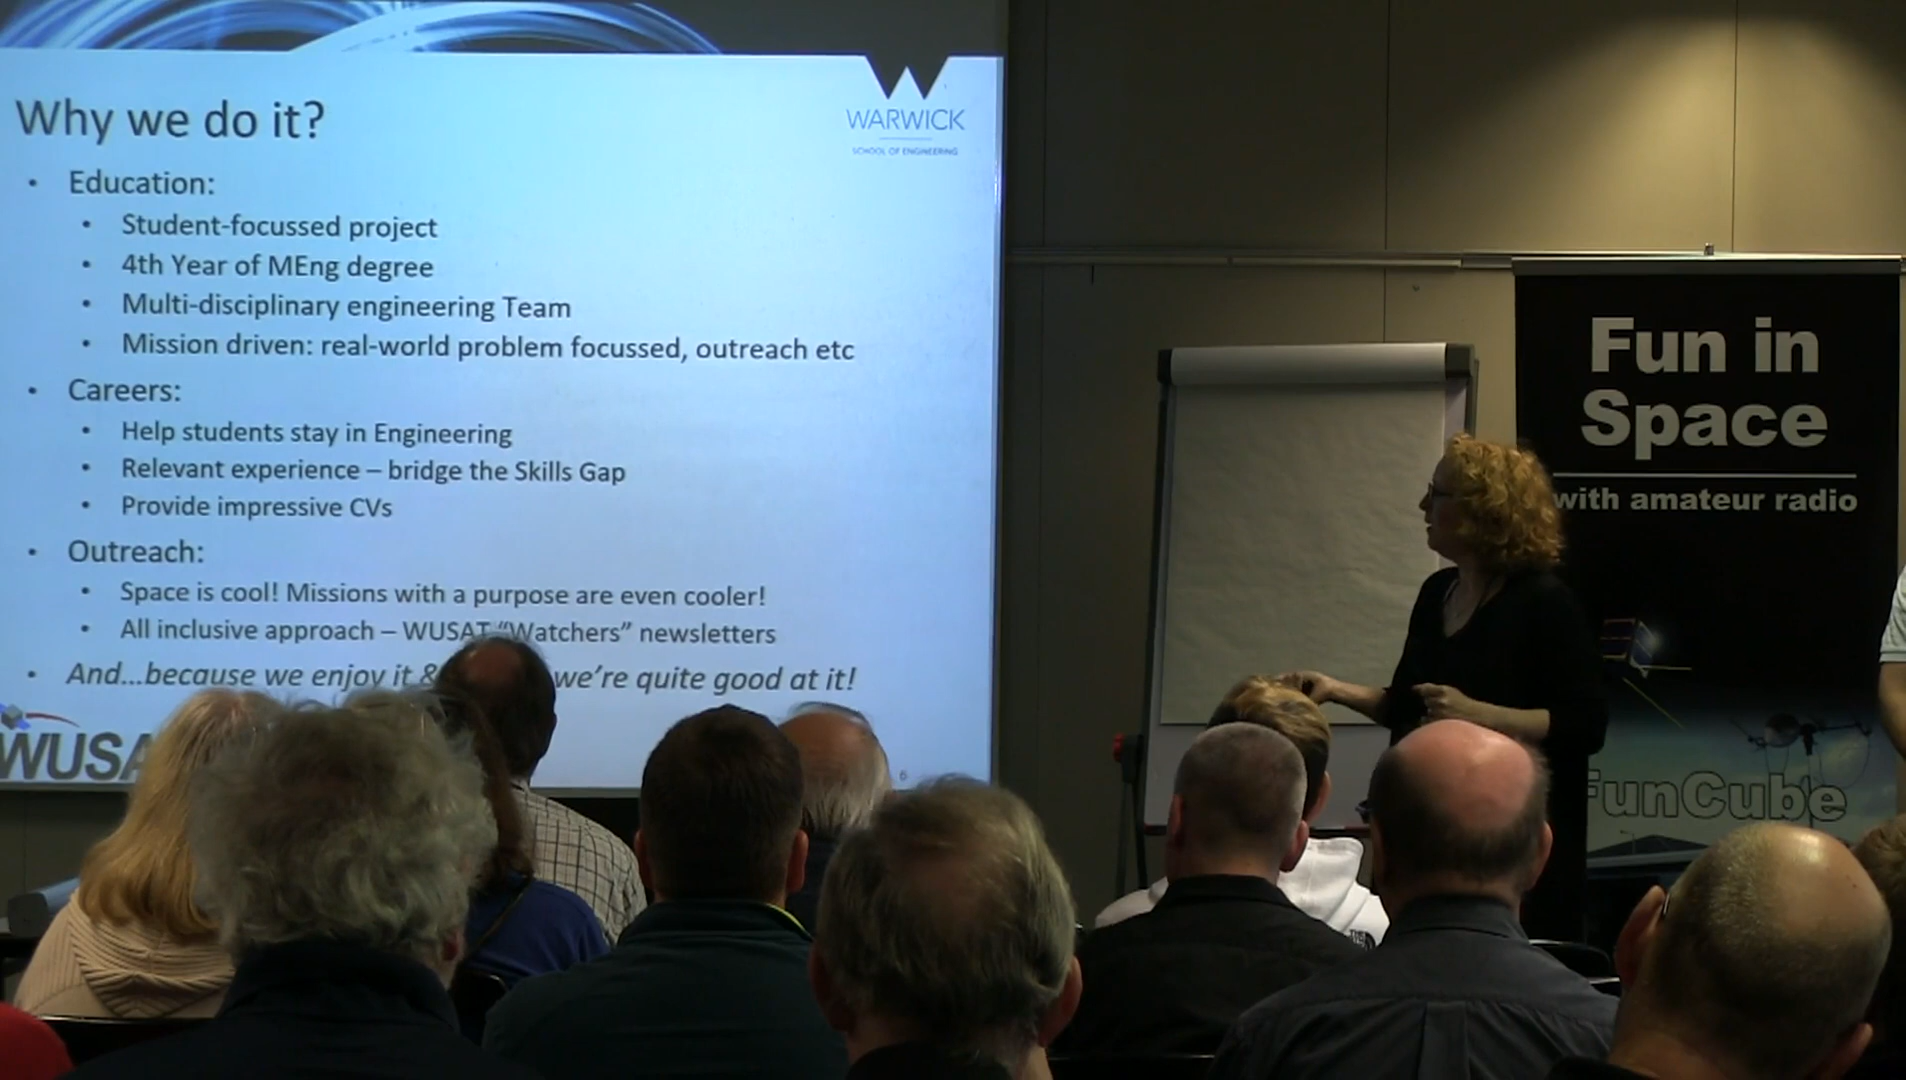 Why we do it?
WARWICK
SCHOOL OF ENGINEERING
• Education:
• Student-focussed project
• 4th Year of MEng degree
• Multi-disciplinary engineering Team
• Mission driven: real-world problem focussed, outreach etc
• Careers:
• Help students stay in Engineering
• Relevant experience – bridge the Skills Gap
• Provide impressive CVs
• Outreach:
• Space is cool! Missions with a purpose are even cooler!
• All inclusive approach – WUSAT “Watchers” newsletters
• And...because we enjoy it & we’re quite good at it!
WUSA
6
Fun in
Space
with amateur radio
FunCube